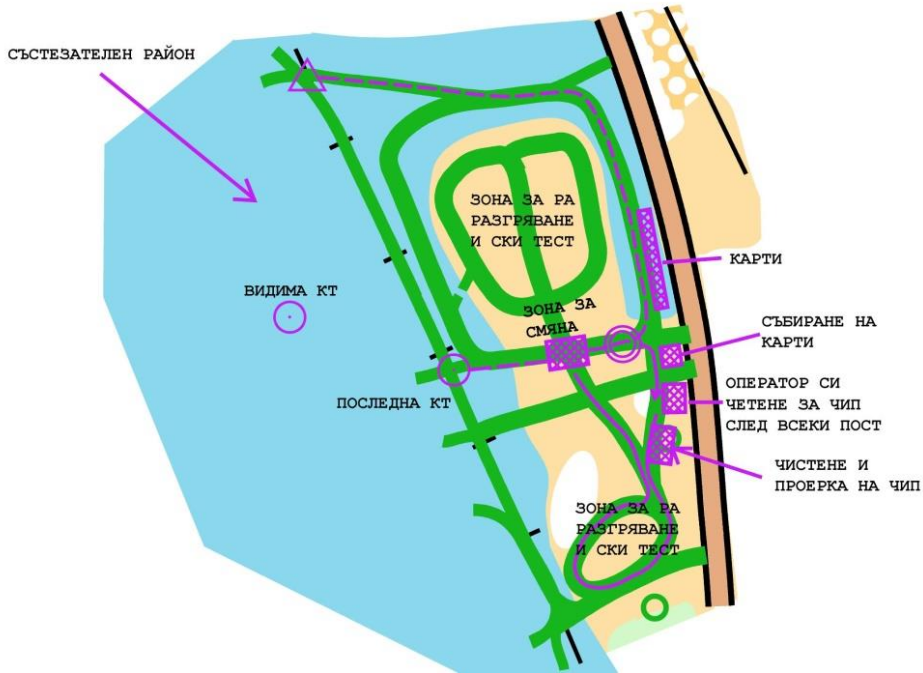 СЪСТЕЗАТЕЛЕН РАЙОН
ЗОНА ЗА РА
РАЗГРЯВАНЕ
И СКИ ТЕСТ
КАРТИ
ВИДИМА КТ
ЗОНА ЗА
СМЯНА
СЪБИРАНЕ НА
КАРТИ
ПОСЛЕДНА КТ
ОПЕРАТОР СИ
ЧЕТЕНЕ ЗА ЧИП
СЛЕД ВСЕКИ ПОСТ
ЧИСТЕНЕ И
ПРОЕРКА НА ЧИП
ЗОНА ЗА РА
РАЗГРЯВАНЕ
И СКИ ТЕСТ